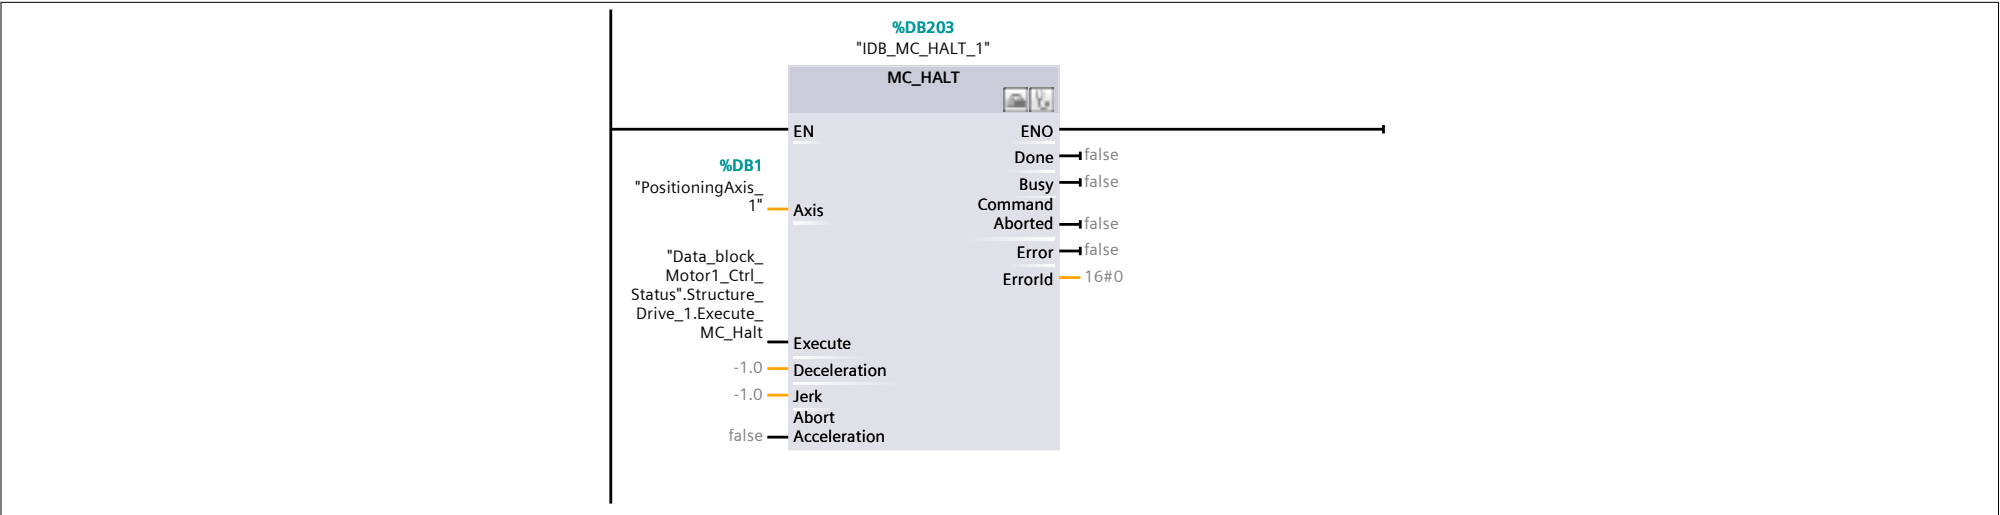 %DB203
"IDB_MC_HALT_1"
MC_HALT
EN
ENO
Done
false
%DB1
"PositioningAxis_
1"
Axis
Busy
false
Command
Aborted
false
Error
false
ErrorId
16#0
"Data_block_
Motor1_Ctrl_
Status".Structure_
Drive_1.Execute_
MC_Halt
Execute
-1.0
Deceleration
-1.0
Jerk
Abort
false
Acceleration